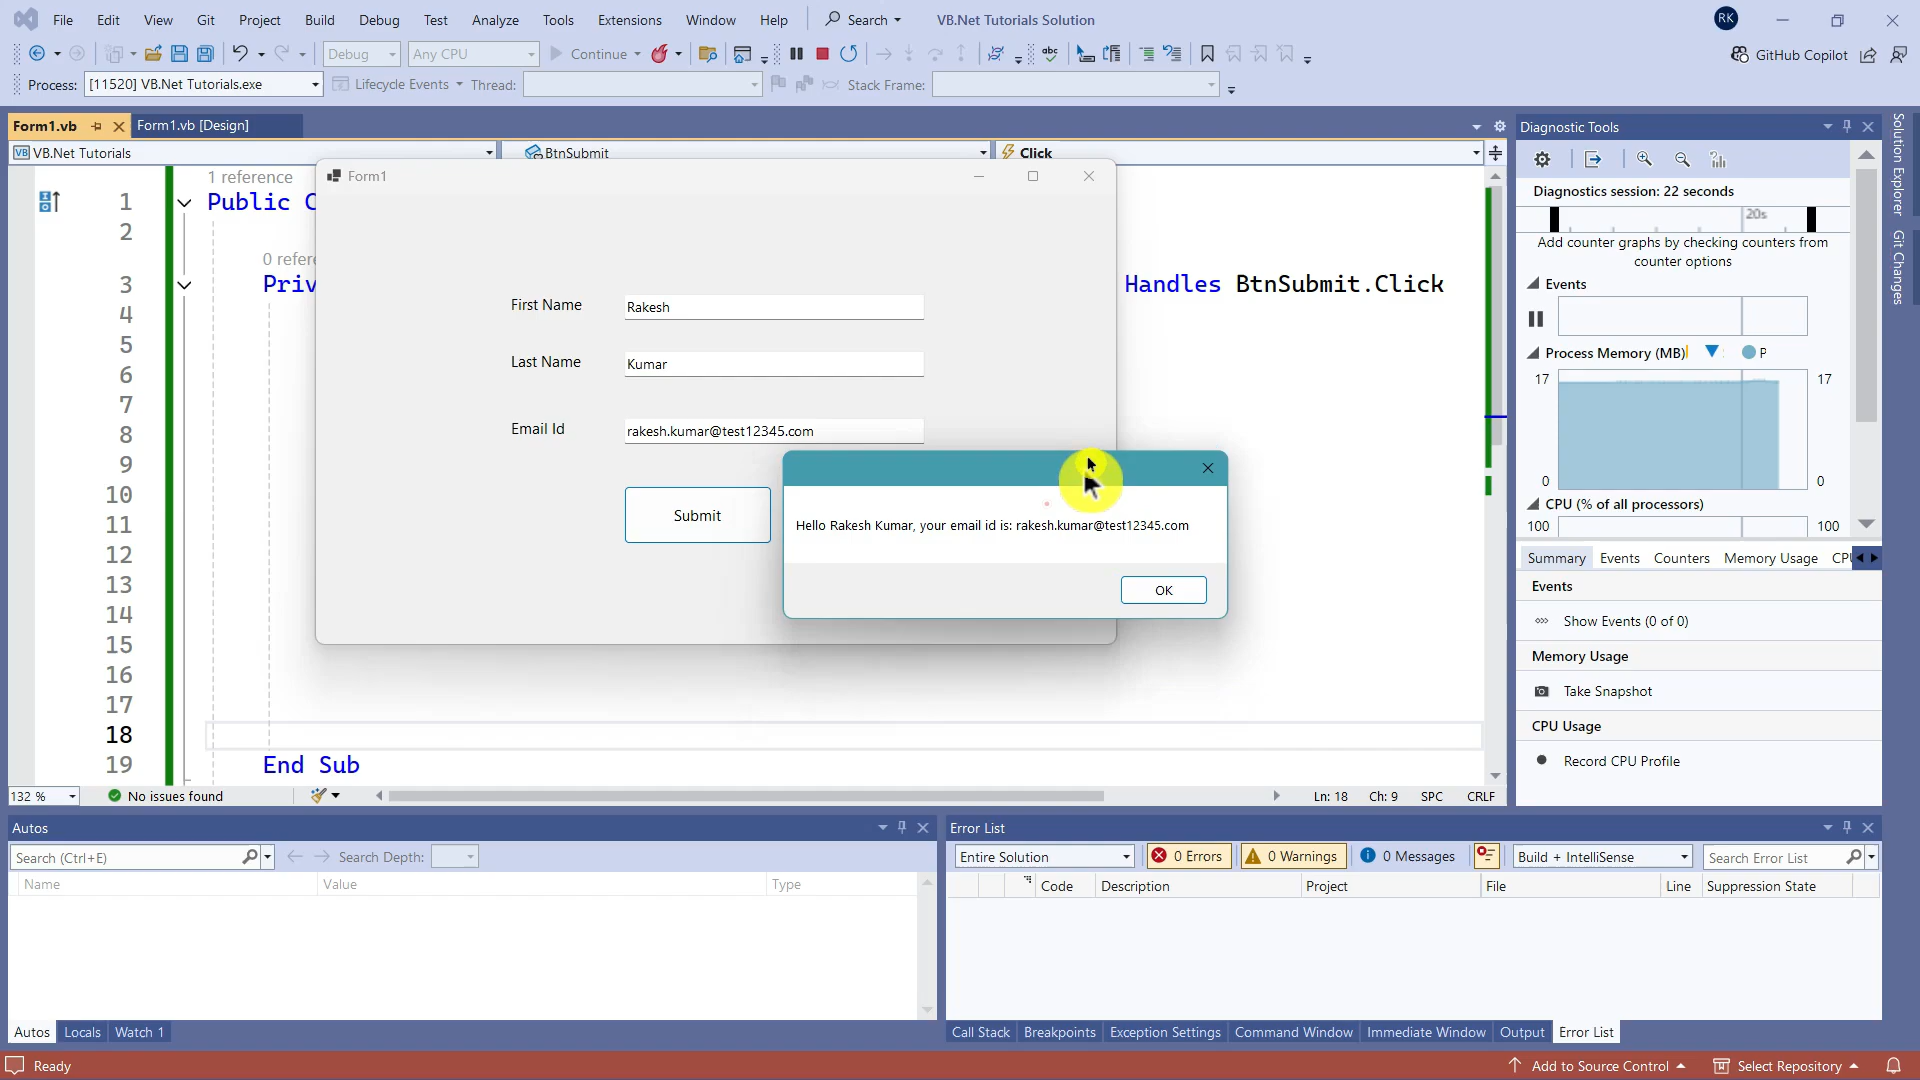 File Edit View Git Project Build Debug Test Analyze Tools Extensions Window Help Search VB.Net Tutorials Solution RK
Debug Any CPU Continue GitHub Copilot
Process: [11520] VB.Net Tutorials.exe Lifecycle Events Thread: Stack Frame:
Form1.vb Form1.vb [Design]
VB.Net Tutorials BtnSubmit Click
1 reference
1 Public C
2
0 refere
3 Priv Handles BtnSubmit.Click
4
5
6
7
8
9
10
11
12
13
14
15
16
17
18
19 End Sub
Form1
First Name Rakesh
Last Name Kumar
Email Id rakesh.kumar@test12345.com
Submit
Hello Rakesh Kumar, your email id is: rakesh.kumar@test12345.com
OK
132 % No issues found Ln: 18 Ch: 9 SPC CRLF
Diagnostic Tools
Diagnostics session: 22 seconds
20s
Add counter graphs by checking counters from
counter options
Events
Process Memory (MB) P
17 17
0 0
CPU (% of all processors)
100 100
Summary Events Counters Memory Usage CPU
Events
Show Events (0 of 0)
Memory Usage
Take Snapshot
CPU Usage
Record CPU Profile
Solution Explorer
Git Changes
Autos
Search (Ctrl+E) Search Depth:
Name Value Type
Autos Locals Watch 1
Error List
Entire Solution 0 Errors 0 Warnings 0 Messages Build + IntelliSense Search Error List
Code Description Project File Line Suppression State
Call Stack Breakpoints Exception Settings Command Window Immediate Window Output Error List
Ready Add to Source Control Select Repository